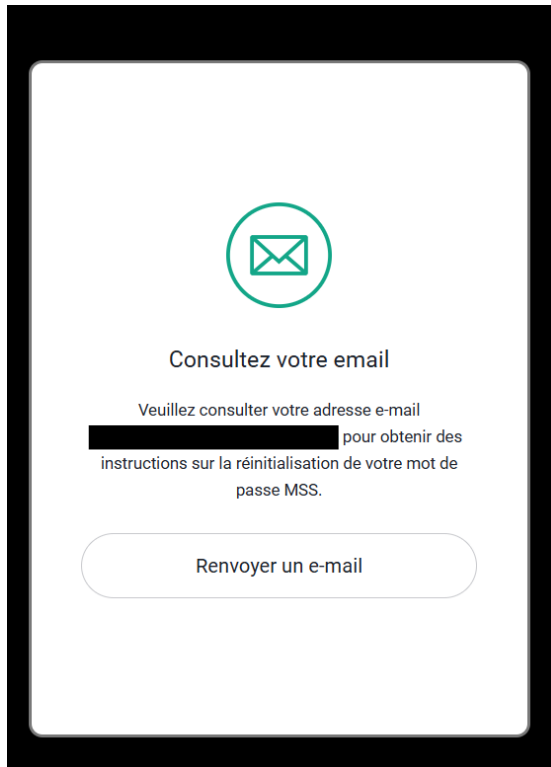 Consultez votre email
Veuillez consulter votre adresse e-mail
pour obtenir des
instructions sur la réinitialisation de votre mot de
passe MSS.
Renvoyer un e-mail